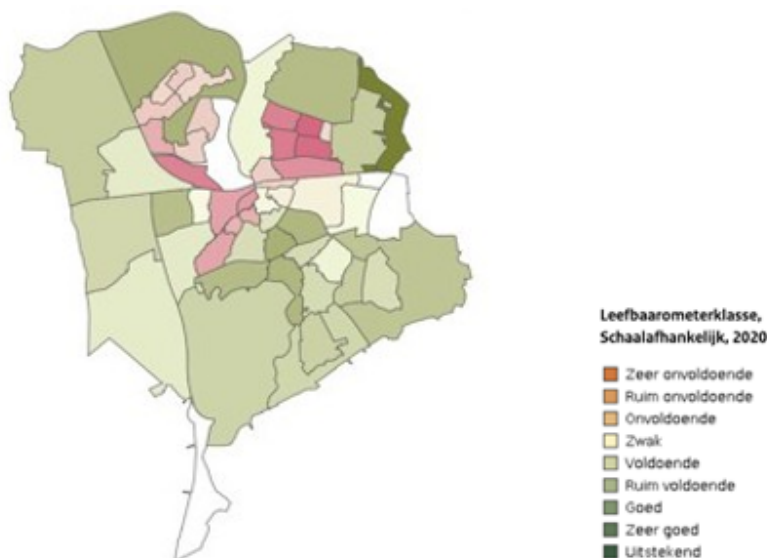 Leefbaarometerklasse,
Schaalafhankelijk, 2020
Zeer onvoldoende
Ruim onvoldoende
Onvoldoende
Zwak
Voldoende
Ruim voldoende
Goed
Zeer goed
Uitstekend